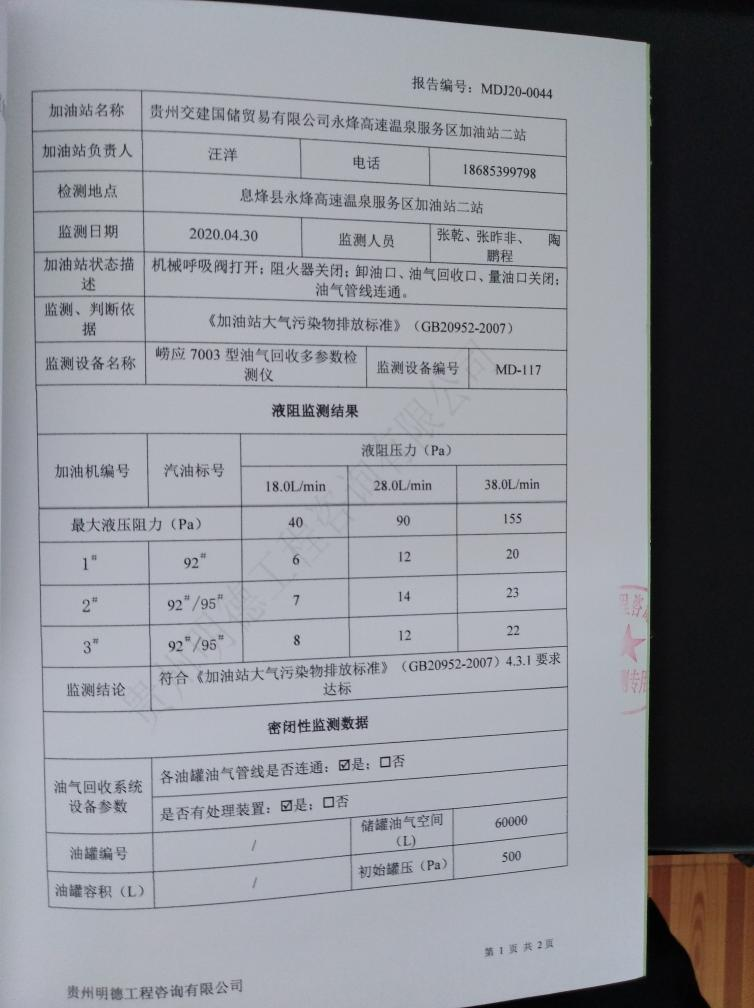 报告编号：MDJ20-0044
加油站名称 贵州交建国储贸易有限公司永烽高速温泉服务区加油站二站
加油站负责人 汪洋 电话 18685399798
检测地点 息烽县永烽高速温泉服务区加油站二站
监测日期 2020.04.30 监测人员 张乾、张昨非、 陶
鹏程
加油站状态描 机械呼吸阀打开；阻火器关闭；卸油口、油气回收口、量油口关闭；
述 油气管线连通。
监测、判断依
据 《加油站大气污染物排放标准》（GB20952-2007）
监测设备名称 崂应 7003 型油气回收多参数检 监测设备编号 MD-117
测仪
液阻监测结果
加油机编号 汽油标号 液阻压力（Pa）
18.0L/min 28.0L/min 38.0L/min
最大液压阻力（Pa） 40 90 155
1# 92# 6 12 20
2# 92#/95# 7 14 23
3# 92#/95# 8 12 22
监测结论 符合《加油站大气污染物排放标准》（GB20952-2007）4.3.1 要求
达标
密闭性监测数据
油气回收系统 各油罐油气管线是否连通：☑是；☐否
设备参数 是否有处理装置：☑是；☐否
油罐编号 / 储罐油气空间 60000
(L)
油罐容积（L） / 初始罐压（Pa） 500
第 1 页 共 2 页
贵州明德工程咨询有限公司
贵州明德工程咨询有限公司
程咨
测专用